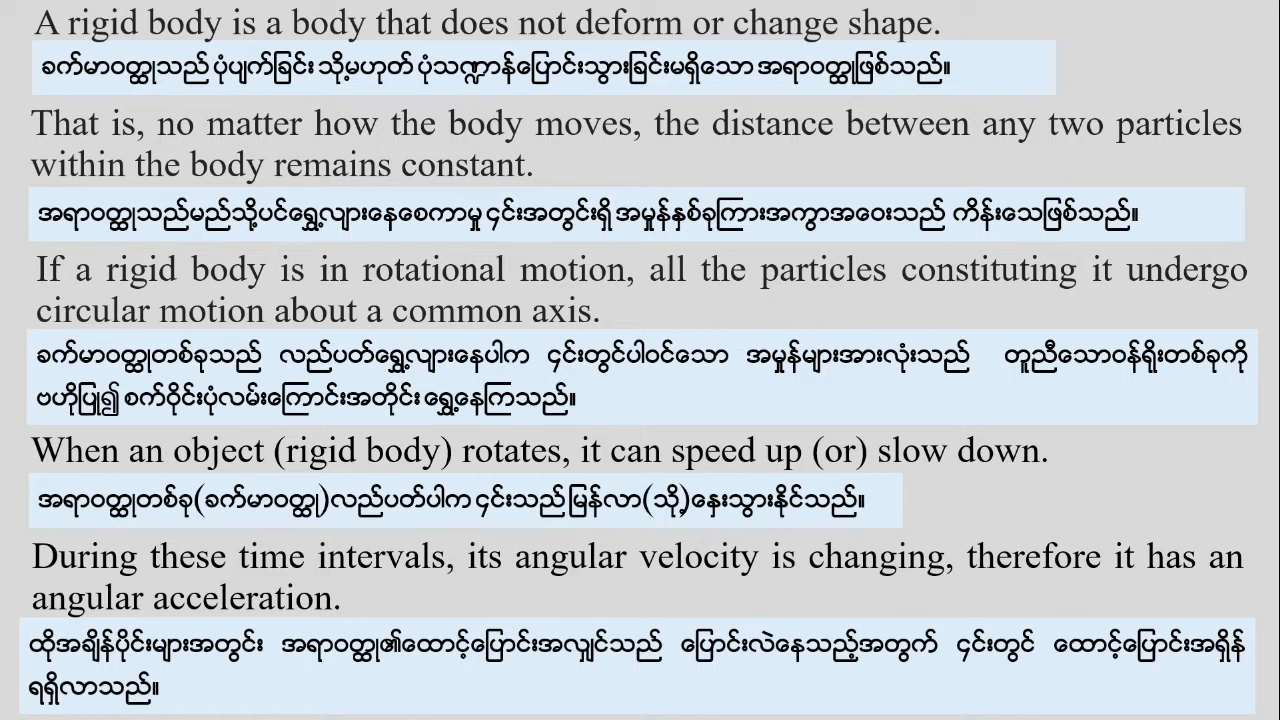 A rigid body is a body that does not deform or change shape.
ခက်မာဝတ္ထုသည် ပုံပျက်ခြင်း သို့မဟုတ် ပုံသဏ္ဍာန်ပြောင်းသွားခြင်းမရှိသော အရာဝတ္ထုဖြစ်သည်။
That is, no matter how the body moves, the distance between any two particles
within the body remains constant.
အရာဝတ္ထုသည်မည်သို့ပင်ရွှေ့လျားနေစေကာမူ ၎င်းအတွင်းရှိ အမှုန်နှစ်ခုကြားအကွာအဝေးသည် ကိန်းသေဖြစ်သည်။
If a rigid body is in rotational motion, all the particles constituting it undergo
circular motion about a common axis.
ခက်မာဝတ္ထုတစ်ခုသည် လည်ပတ်ရွှေ့လျားနေပါက ၎င်းတွင်ပါဝင်သော အမှုန်များအားလုံးသည် တူညီသောဝန်ရိုးတစ်ခုကို
ဗဟိုပြု၍ စက်ဝိုင်းပုံလမ်းကြောင်းအတိုင်း ရွှေ့နေကြသည်။
When an object (rigid body) rotates, it can speed up (or) slow down.
အရာဝတ္ထုတစ်ခု(ခက်မာဝတ္ထု)လည်ပတ်ပါက ၎င်းသည်မြန်လာ(သို့)နှေးသွားနိုင်သည်။
During these time intervals, its angular velocity is changing, therefore it has an
angular acceleration.
ထိုအချိန်ပိုင်းများအတွင်း အရာဝတ္ထု၏ထောင့်ပြောင်းအလျှင်သည် ပြောင်းလဲနေသည့်အတွက် ၎င်းတွင် ထောင့်ပြောင်းအရှိန်
ရရှိလာသည်။